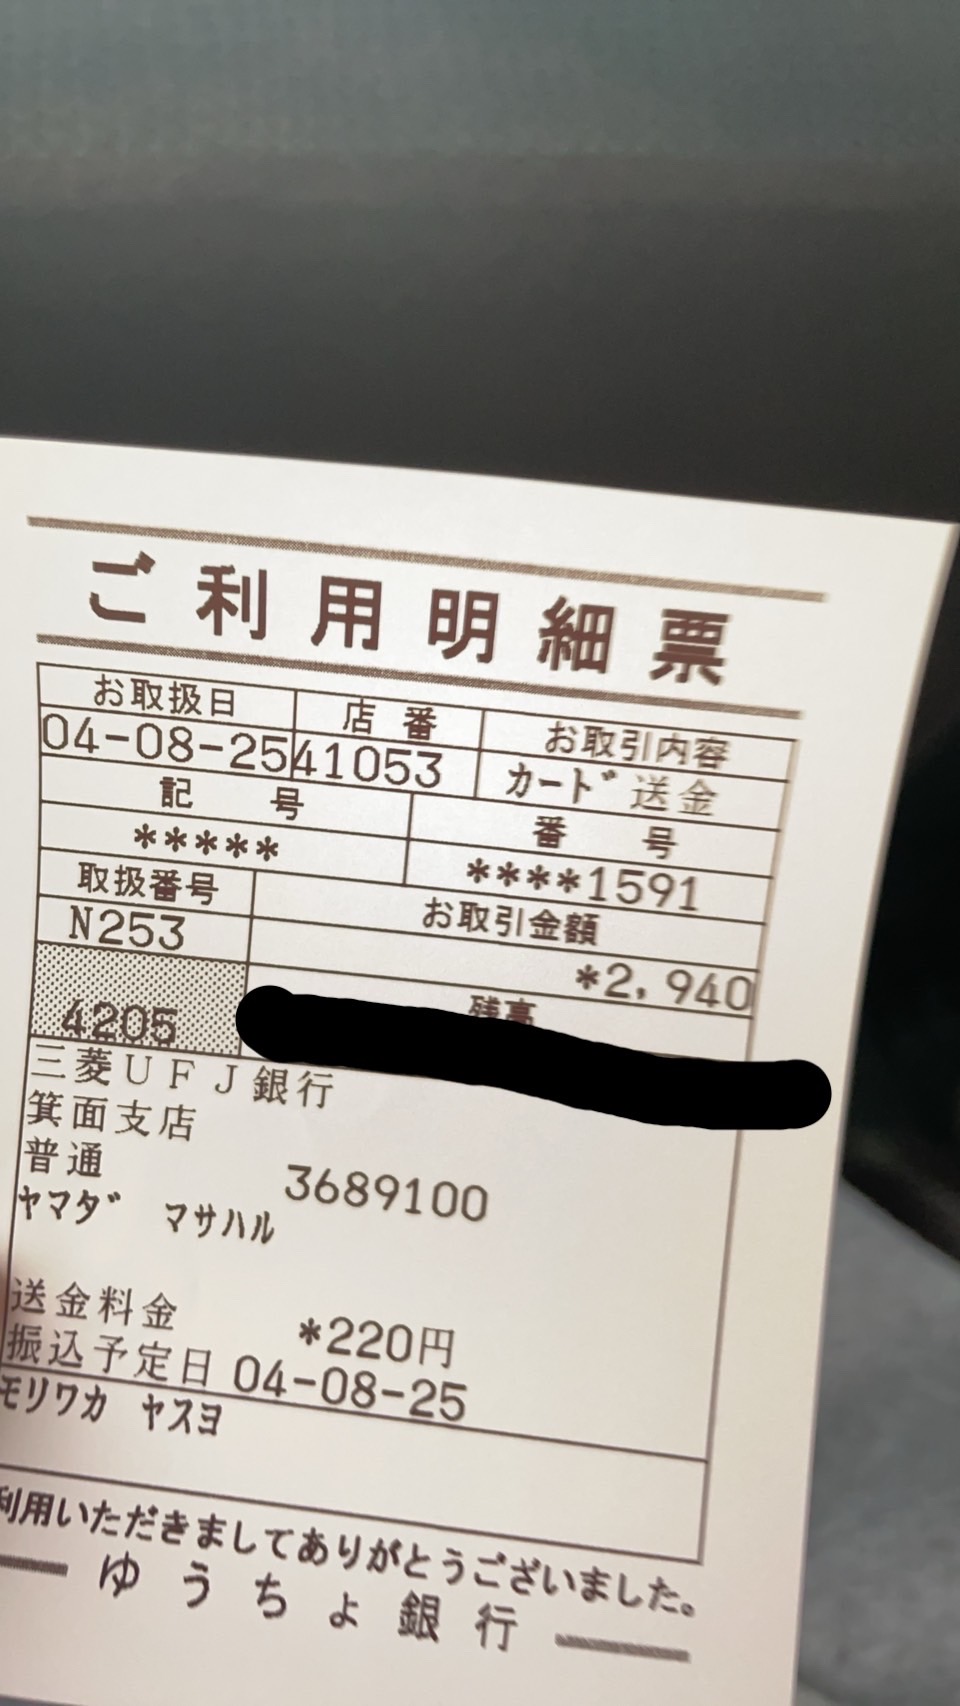 ご利用明細票
お取扱日 店番 お取引内容
04-08-25 41053 カード送金
記号 番号
***** ****1591
取扱番号 お取引金額
N253 *2,940
4205 残高
三菱UFJ銀行
箕面支店
普通 3689100
ヤマダ マサハル
送金料金 *220円
振込予定日 04-08-25
モリワカ ヤスヨ
利用いただきましてありがとうございました。
ゆうちょ銀行